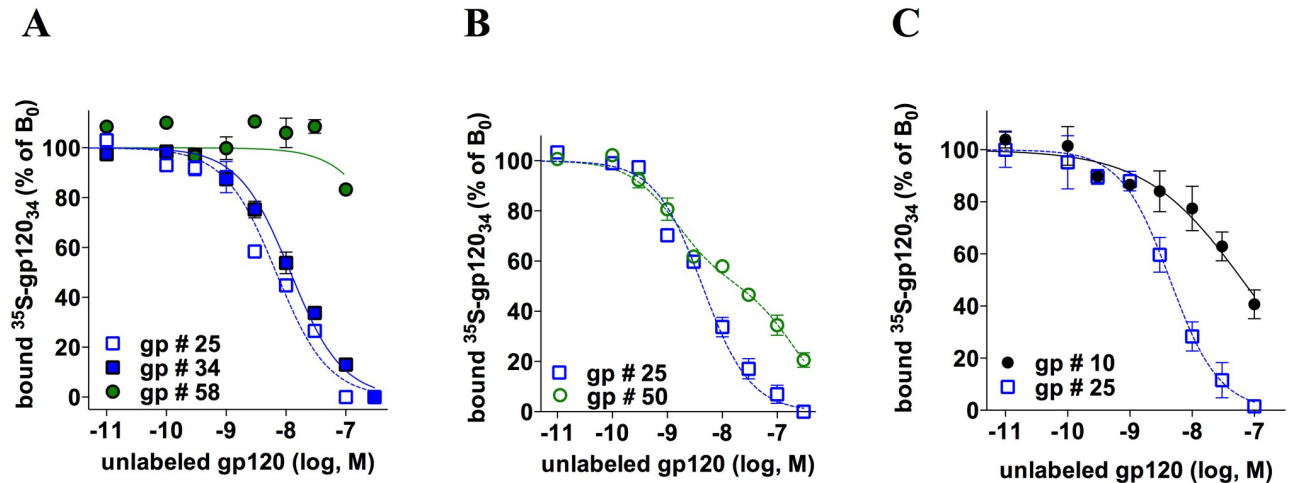 A
bound ³⁵S-gp120₃₄ (% of B₀)
100
80
60
40
20
0
gp # 25
gp # 34
gp # 58
-11 -10 -9 -8 -7
unlabeled gp120 (log, M)
B
bound ³⁵S-gp120₃₄ (% of B₀)
100
80
60
40
20
0
gp # 25
gp # 50
-11 -10 -9 -8 -7
unlabeled gp120 (log, M)
C
bound ³⁵S-gp120₃₄ (% of B₀)
100
80
60
40
20
0
gp # 10
gp # 25
-11 -10 -9 -8 -7
unlabeled gp120 (log, M)